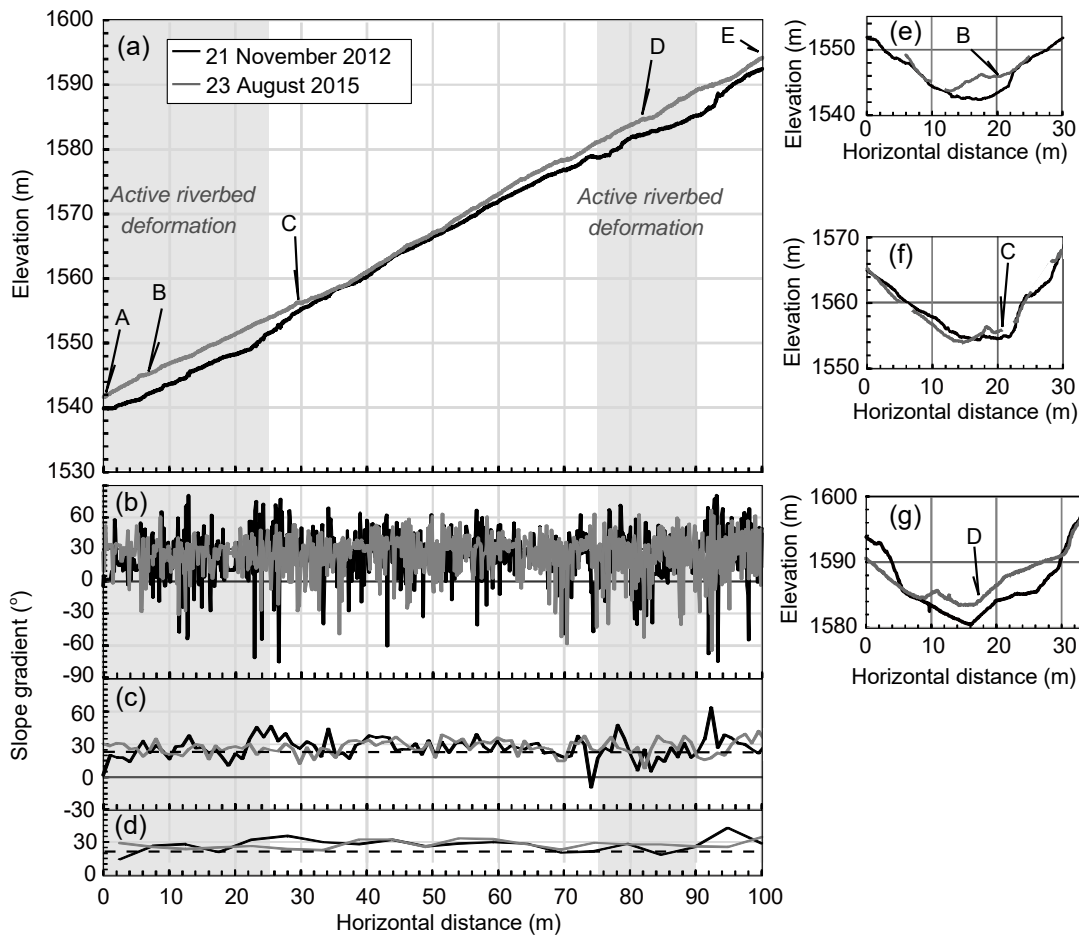 (a)
21 November 2012
23 August 2015
Active riverbed
deformation
Active riverbed
deformation
A
B
C
D
E
Elevation (m)
1600
1590
1580
1570
1560
1550
1540
1530
(b)
60
30
0
-30
-60
-90
Slope gradient (°)
(c)
60
30
0
-30
(d)
30
0
0 10 20 30 40 50 60 70 80 90 100
Horizontal distance (m)
(e)
B
Elevation (m)
1550
1540
0 10 20 30
Horizontal distance (m)
(f)
C
Elevation (m)
1570
1560
1550
0 10 20 30
Horizontal distance (m)
(g)
D
Elevation (m)
1600
1590
1580
0 10 20 30
Horizontal distance (m)